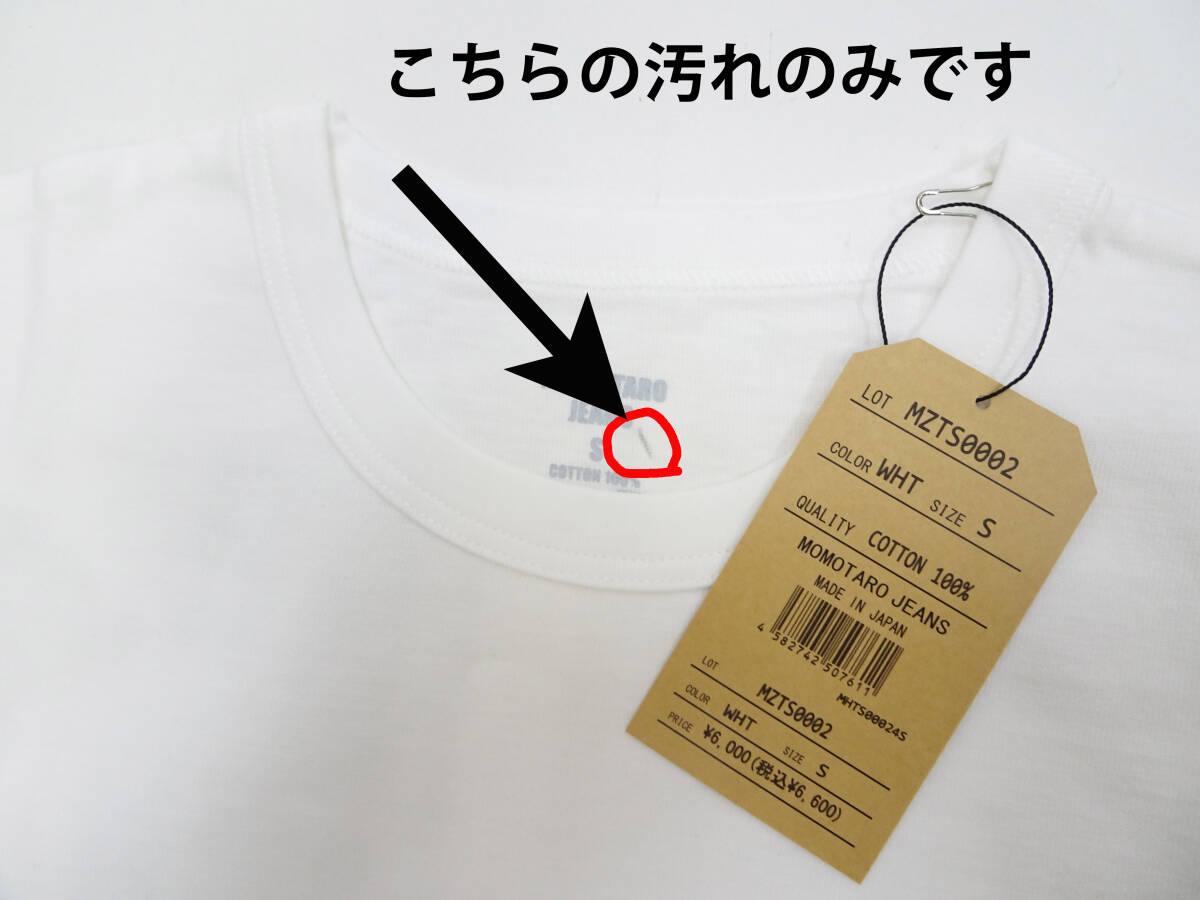 こちらの汚れのみです
TARO
JEANS
S
COTTON 100%
LOT MZTS0002
COLOR WHT SIZE S
QUALITY COTTON 100%
MOMOTARO JEANS
MADE IN JAPAN
4 582742 507611
MHTS00024S
LOT MZTS0002
COLOR WHT SIZE S
PRICE ¥6,000(税込¥6,600)